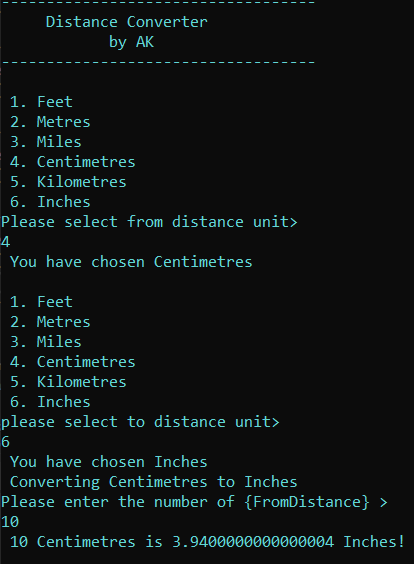 -----------------------------------
Distance Converter
by AK
-----------------------------------
1. Feet
2. Metres
3. Miles
4. Centimetres
5. Kilometres
6. Inches
Please select from distance unit>
4
You have chosen Centimetres
1. Feet
2. Metres
3. Miles
4. Centimetres
5. Kilometres
6. Inches
please select to distance unit>
6
You have chosen Inches
Converting Centimetres to Inches
Please enter the number of {FromDistance} >
10
10 Centimetres is 3.9400000000000004 Inches!